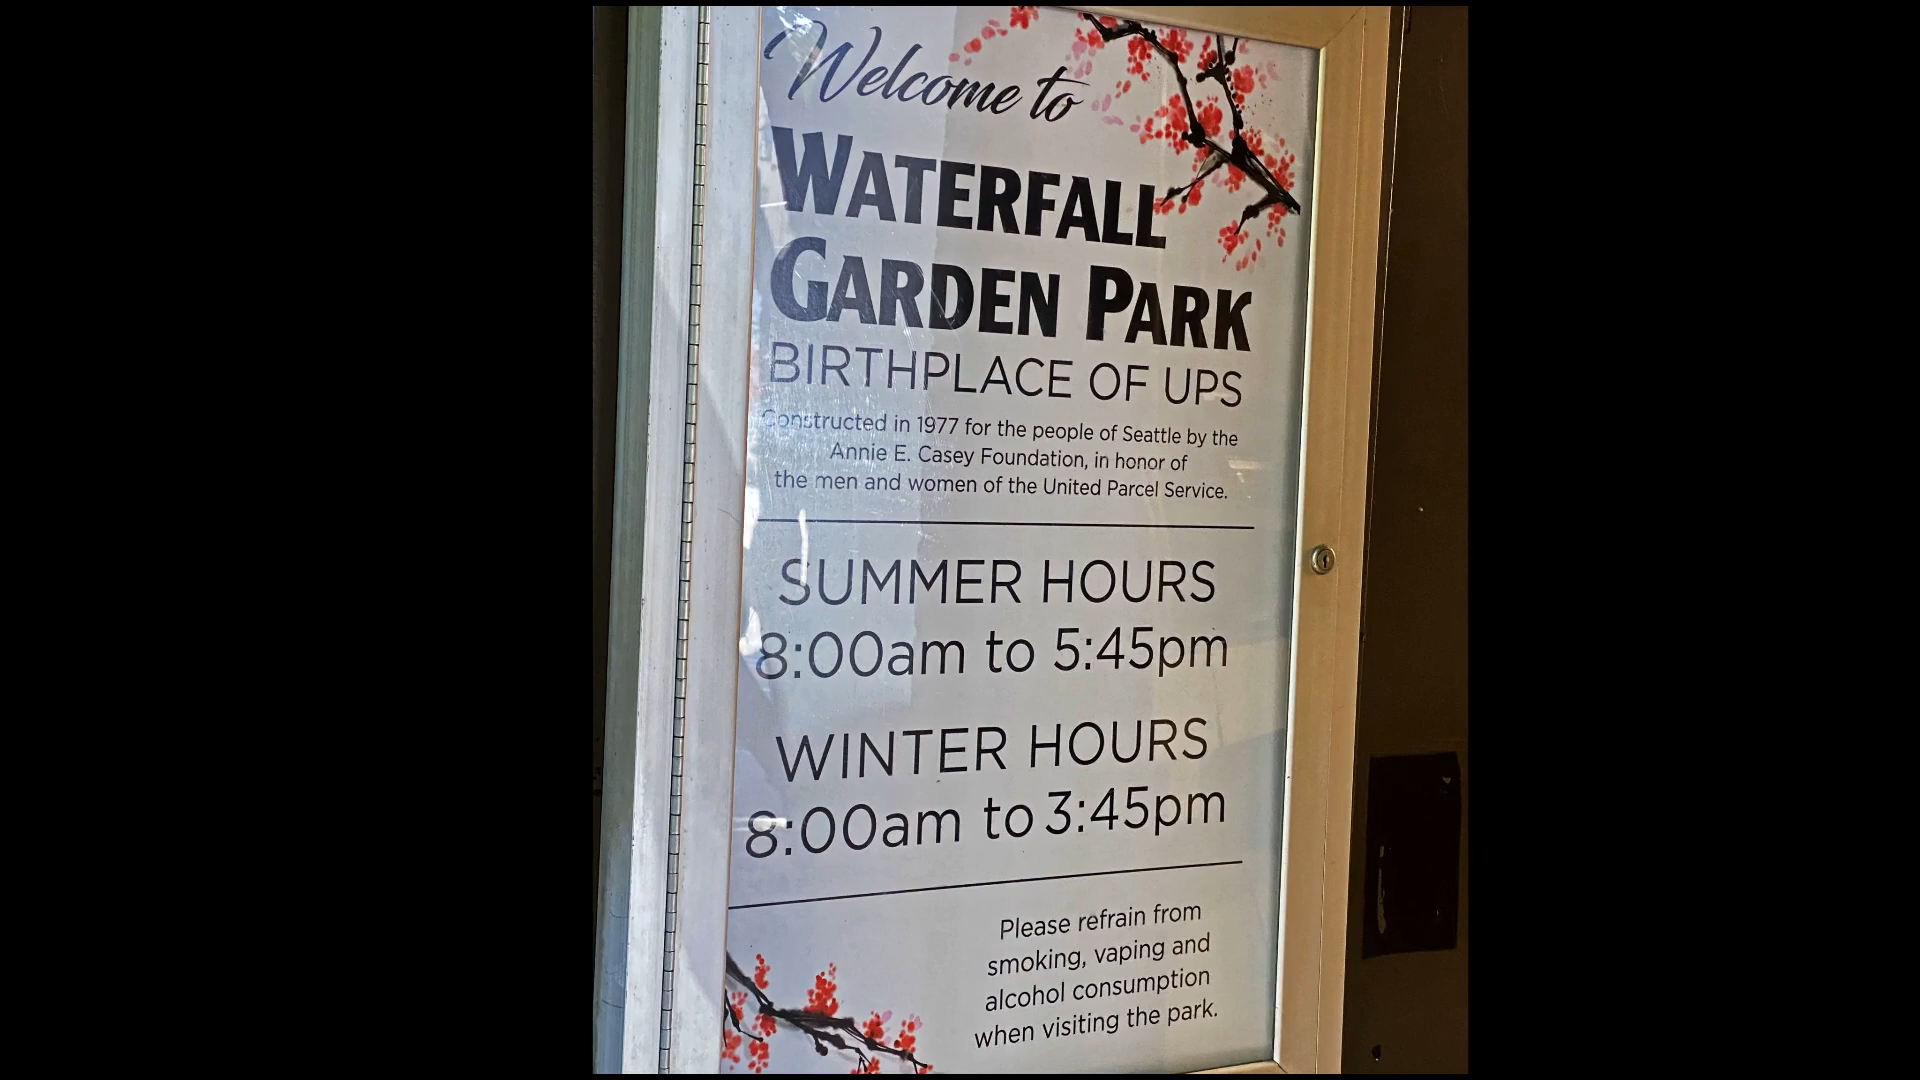 Welcome to
WATERFALL
GARDEN PARK
BIRTHPLACE OF UPS
Constructed in 1977 for the people of Seattle by the
Annie E. Casey Foundation, in honor of
the men and women of the United Parcel Service.
SUMMER HOURS
8:00am to 5:45pm
WINTER HOURS
8:00am to 3:45pm
Please refrain from
smoking, vaping and
alcohol consumption
when visiting the park.